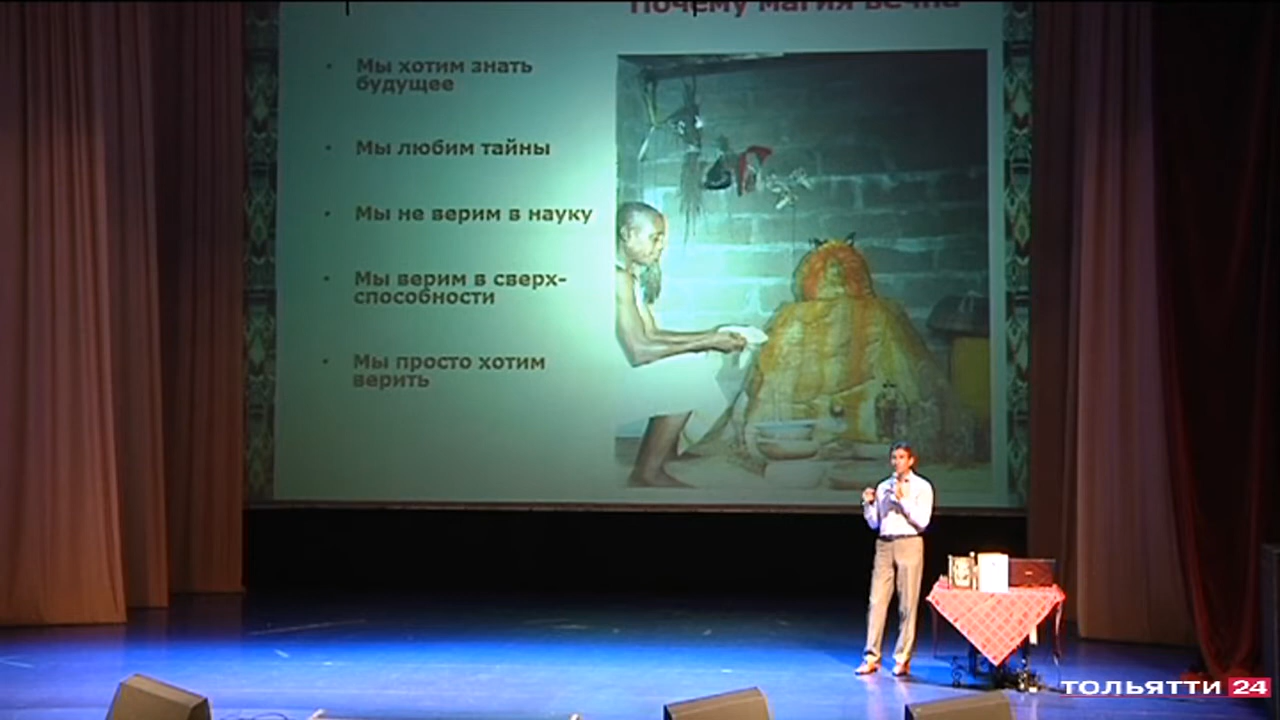 Почему магия вечна
• Мы хотим знать
будущее
• Мы любим тайны
• Мы не верим в науку
• Мы верим в сверх-
способности
• Мы просто хотим
верить
ТОЛЬЯТТИ 24